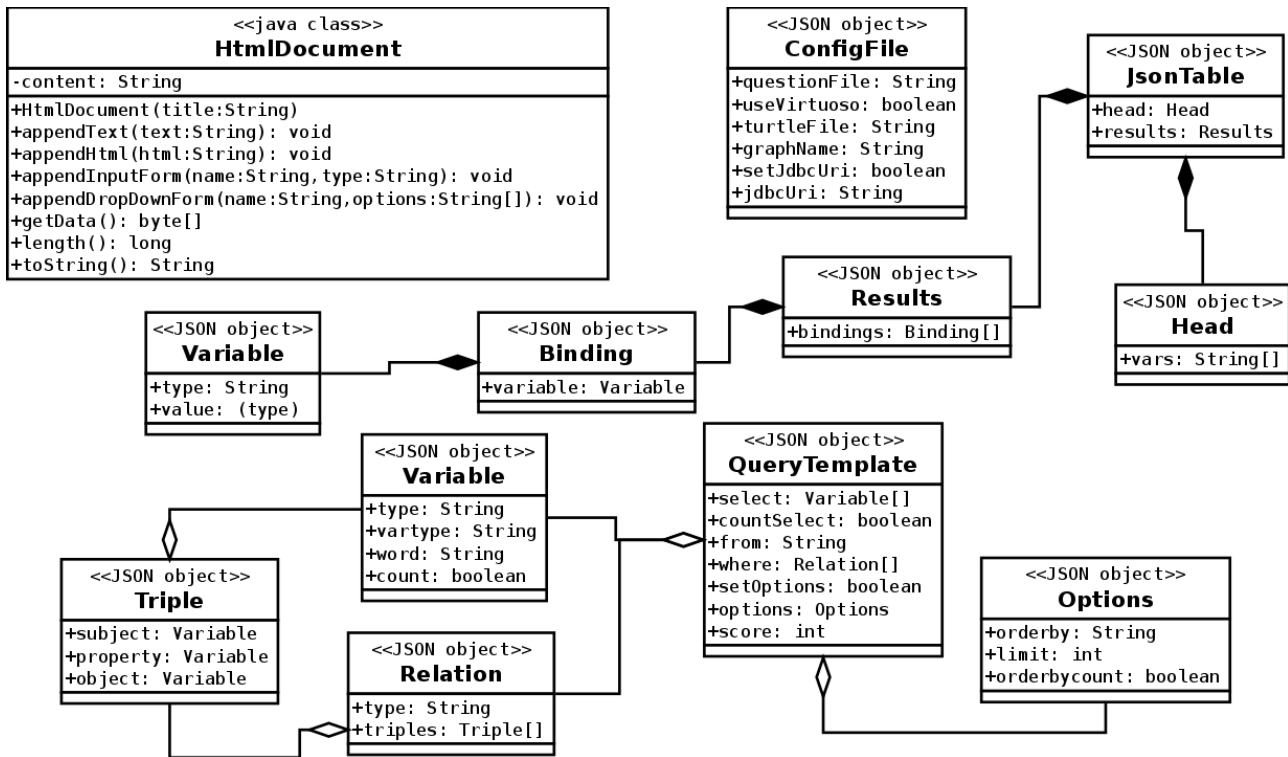 <<java class>>
HtmlDocument
-content: String
+HtmlDocument(title:String)
+appendText(text:String): void
+appendHtml(html:String): void
+appendInputForm(name:String,type:String): void
+appendDropDownForm(name:String,options:String[]): void
+getData(): byte[]
+length(): long
+toString(): String
<<JSON object>>
ConfigFile
+questionFile: String
+useVirtuoso: boolean
+turtleFile: String
+graphName: String
+setJdbcUri: boolean
+jdbcUri: String
<<JSON object>>
JsonTable
+head: Head
+results: Results
<<JSON object>>
Variable
+type: String
+value: (type)
<<JSON object>>
Binding
+variable: Variable
<<JSON object>>
Results
+bindings: Binding[]
<<JSON object>>
Head
+vars: String[]
<<JSON object>>
Variable
+type: String
+vartype: String
+word: String
+count: boolean
<<JSON object>>
QueryTemplate
+select: Variable[]
+countSelect: boolean
+from: String
+where: Relation[]
+setOptions: boolean
+options: Options
+score: int
<<JSON object>>
Triple
+subject: Variable
+property: Variable
+object: Variable
<<JSON object>>
Relation
+type: String
+triples: Triple[]
<<JSON object>>
Options
+orderby: String
+limit: int
+orderbycount: boolean